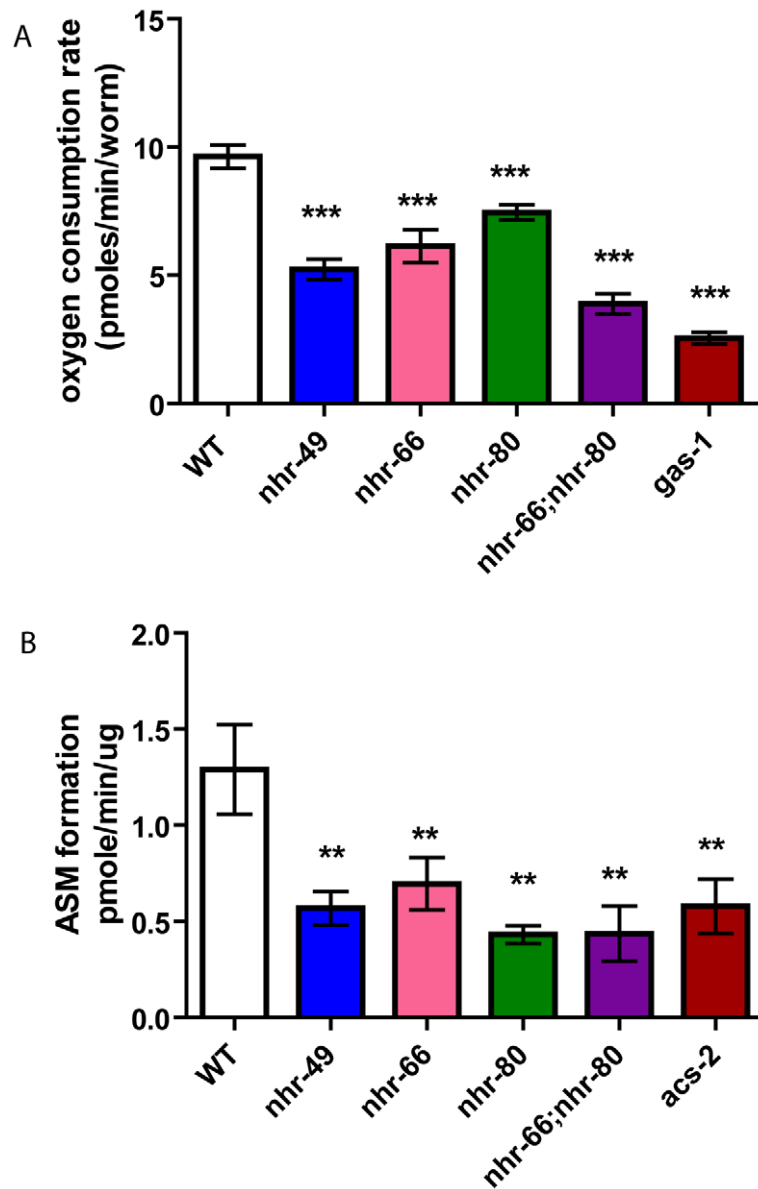 A
oxygen consumption rate
(pmoles/min/worm)
15
10
5
0
***
***
***
***
***
WT
nhr-49
nhr-66
nhr-80
nhr-66;nhr-80
gas-1
B
ASM formation
pmole/min/ug
2.0
1.5
1.0
0.5
0.0
**
**
**
**
**
WT
nhr-49
nhr-66
nhr-80
nhr-66;nhr-80
acs-2